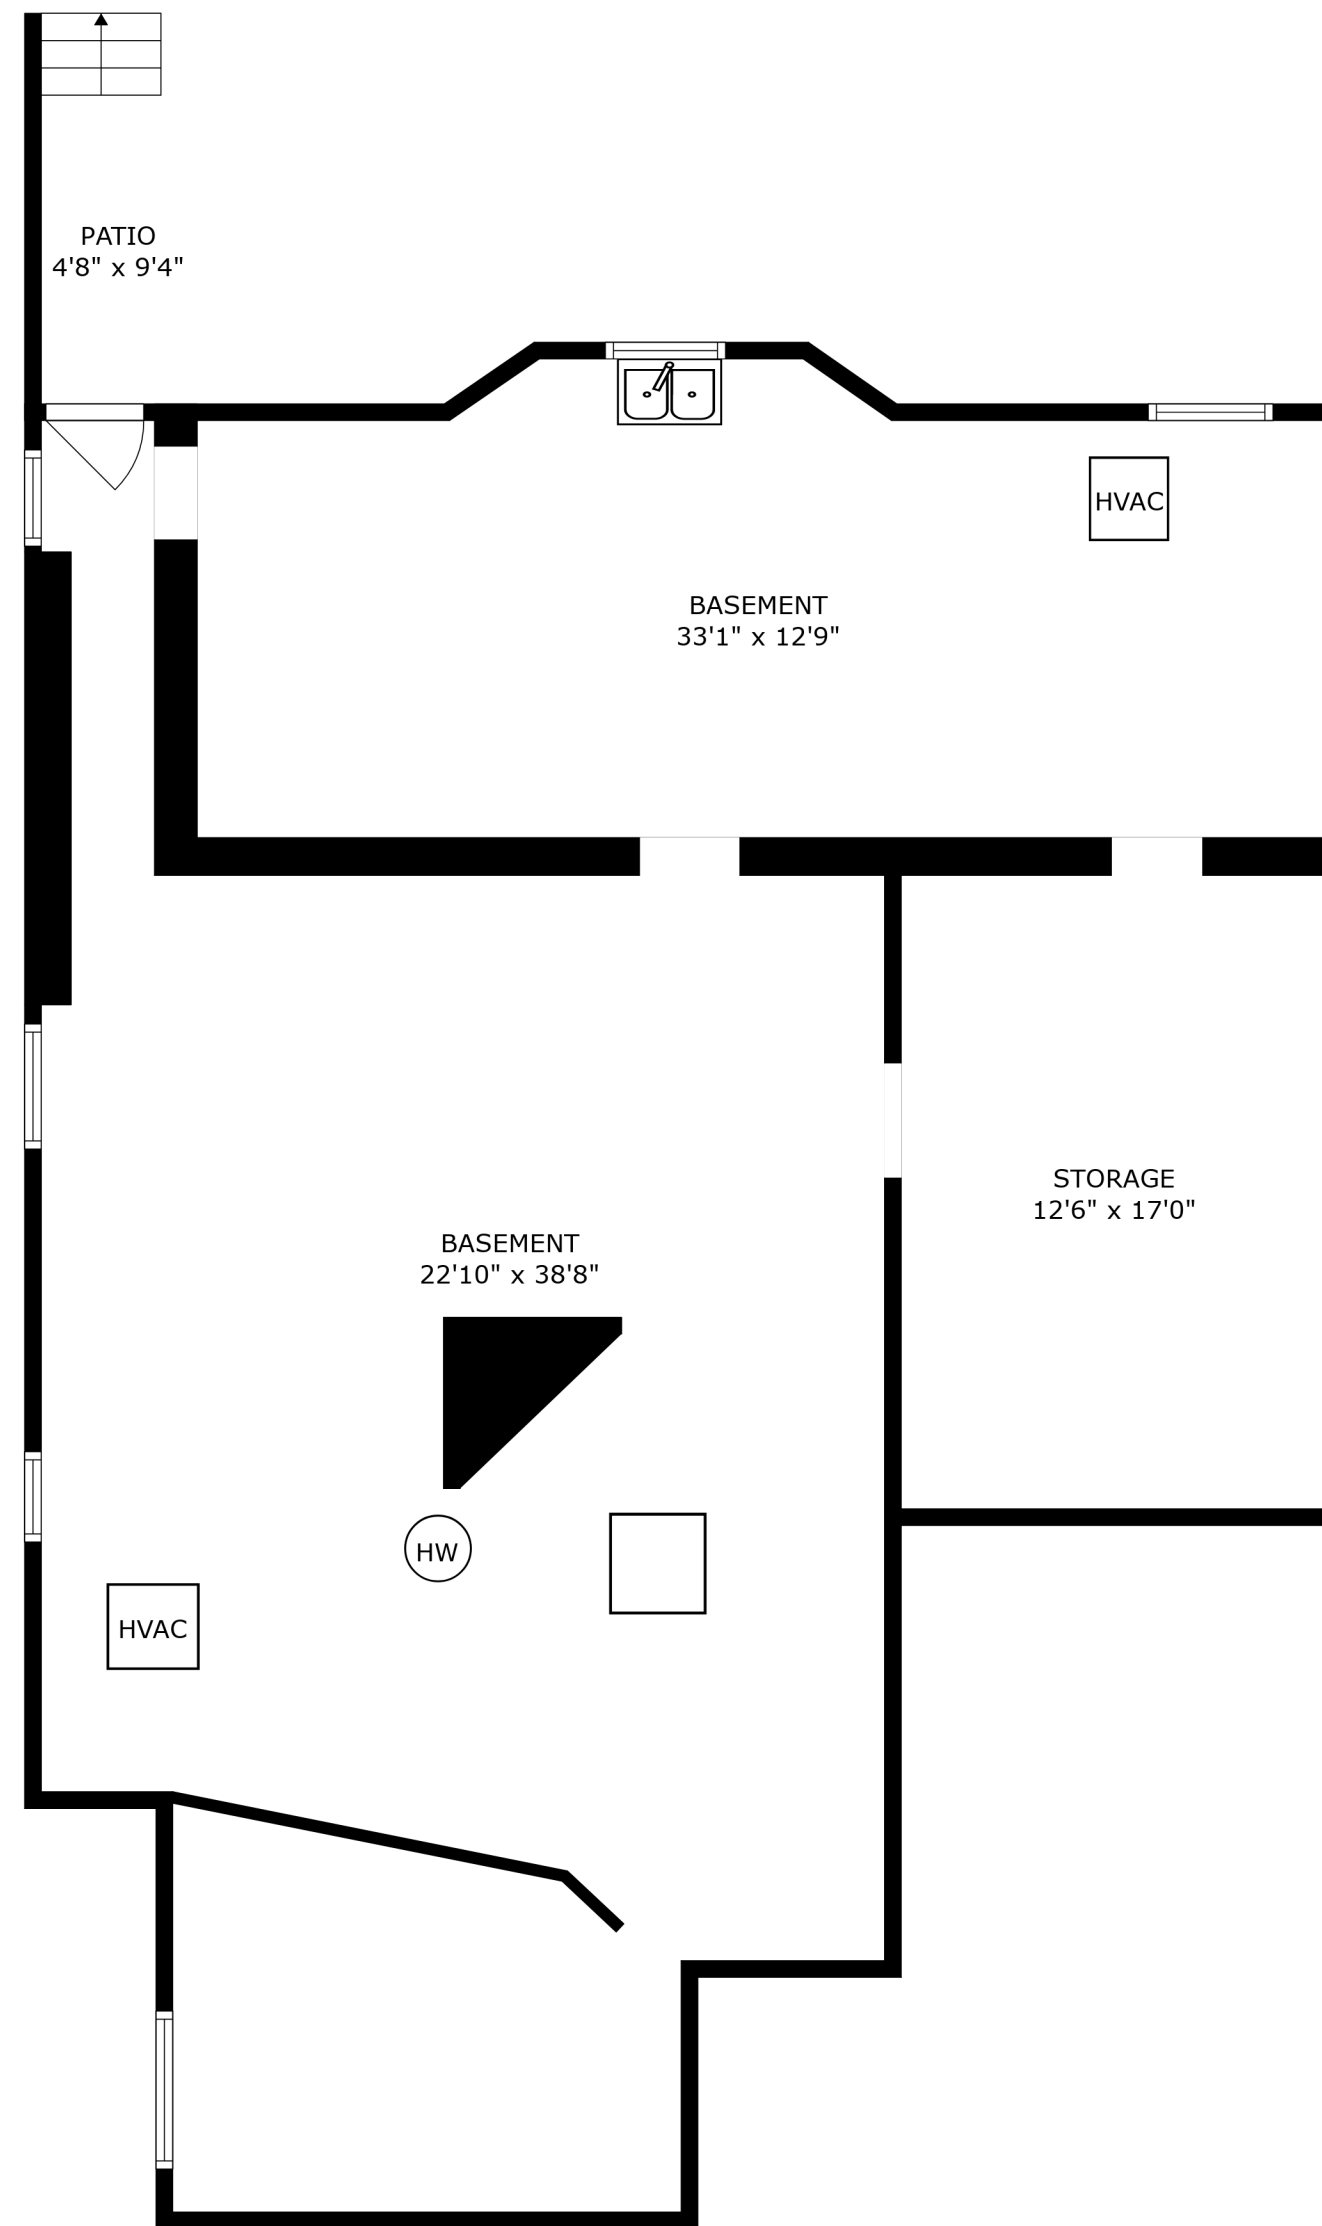 PATIO
4'8" x 9'4"
HVAC
BASEMENT
33'1" x 12'9"
STORAGE
12'6" x 17'0"
BASEMENT
22'10" x 38'8"
HW
HVAC